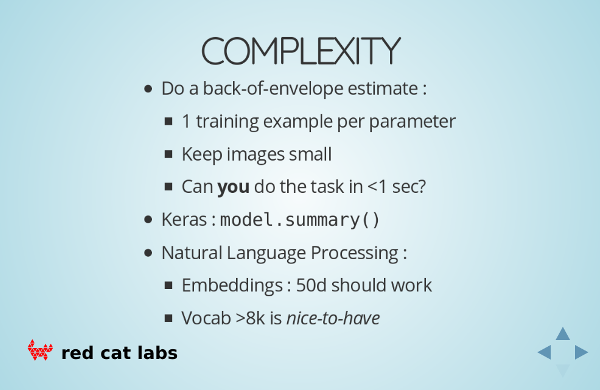 COMPLEXITY
Do a back-of-envelope estimate :
1 training example per parameter
Keep images small
Can you do the task in <1 sec?
Keras : model.summary()
Natural Language Processing :
Embeddings : 50d should work
Vocab >8k is nice-to-have
red cat labs